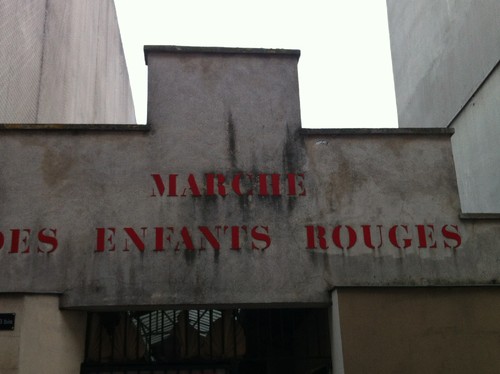 MARCHE
DES ENFANTS ROUGES